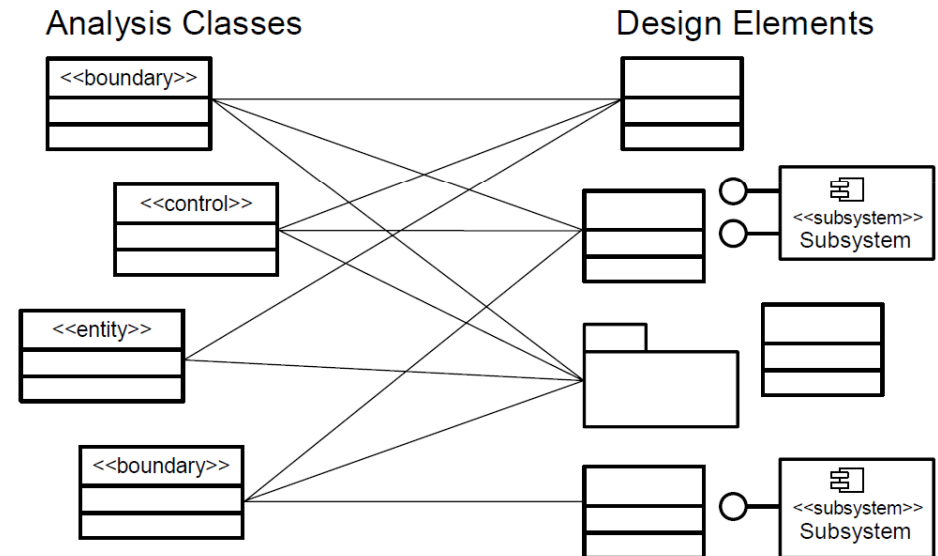 Analysis Classes
Design Elements
<<boundary>>
<<control>>
<<subsystem>>
Subsystem
<<entity>>
<<boundary>>
<<subsystem>>
Subsystem